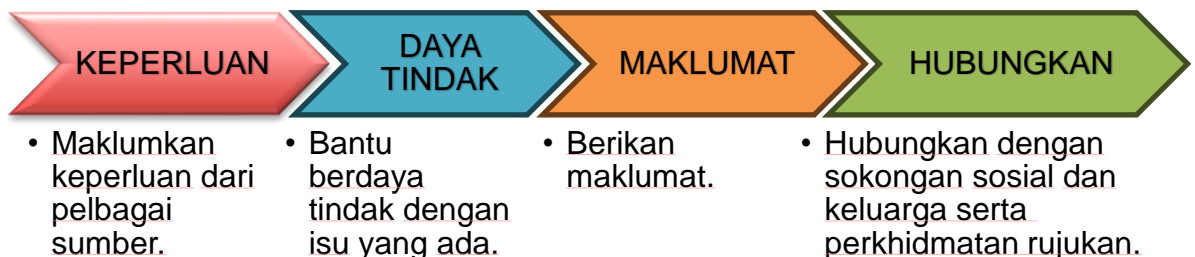 KEPERLUAN
DAYA
TINDAK
MAKLUMAT
HUBUNGKAN
• Maklumkan
keperluan dari
pelbagai
sumber.
• Bantu
berdaya
tindak dengan
isu yang ada.
• Berikan
maklumat.
• Hubungkan dengan
sokongan sosial dan
keluarga serta
perkhidmatan rujukan.